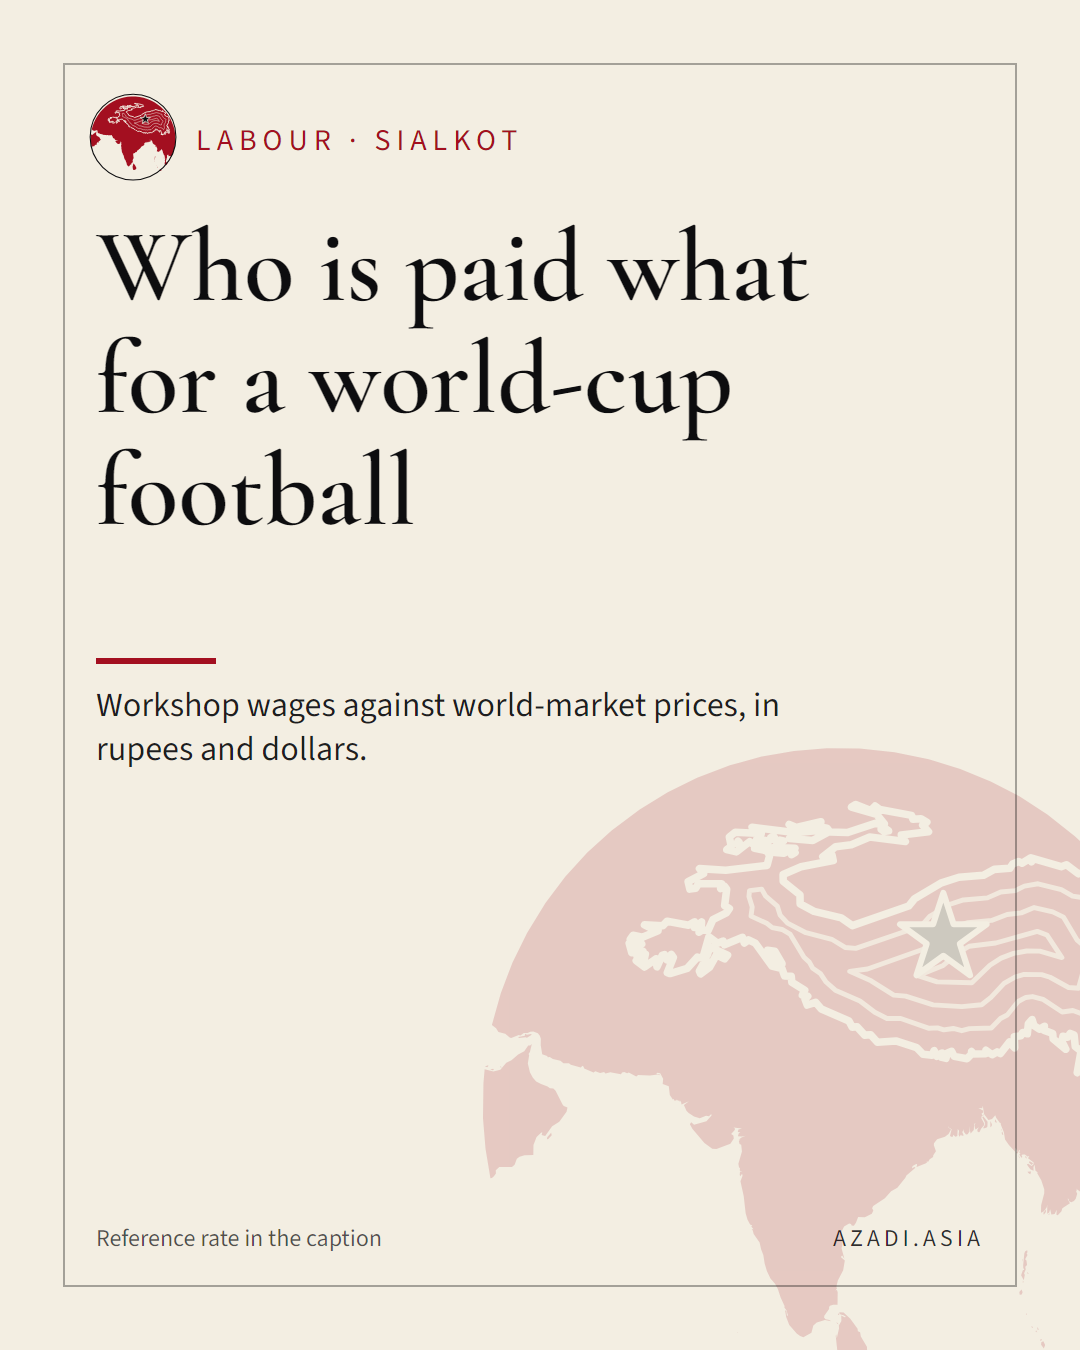 LABOUR · SIALKOT
Who is paid what
for a world-cup
football
Workshop wages against world-market prices, in
rupees and dollars.
Reference rate in the caption
AZADI.ASIA